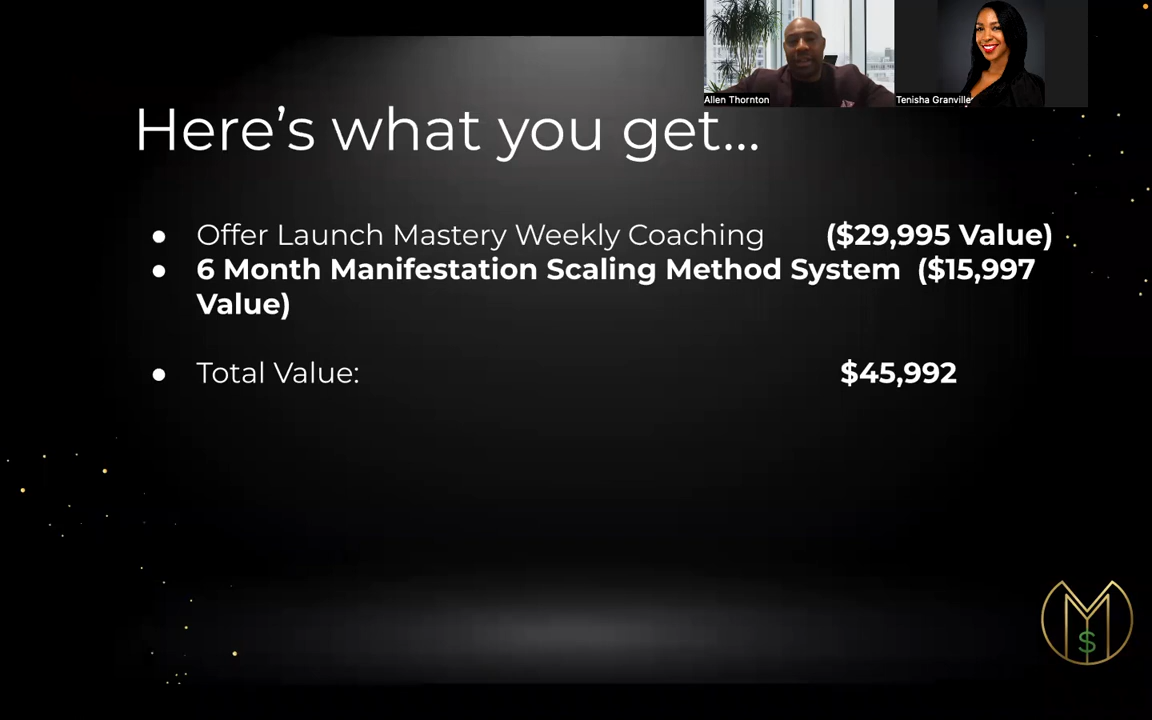 Allen Thornton
Tenisha Granville
Here's what you get...
● Offer Launch Mastery Weekly Coaching ($29,995 Value)
● 6 Month Manifestation Scaling Method System ($15,997
Value)
● Total Value: $45,992
M
$